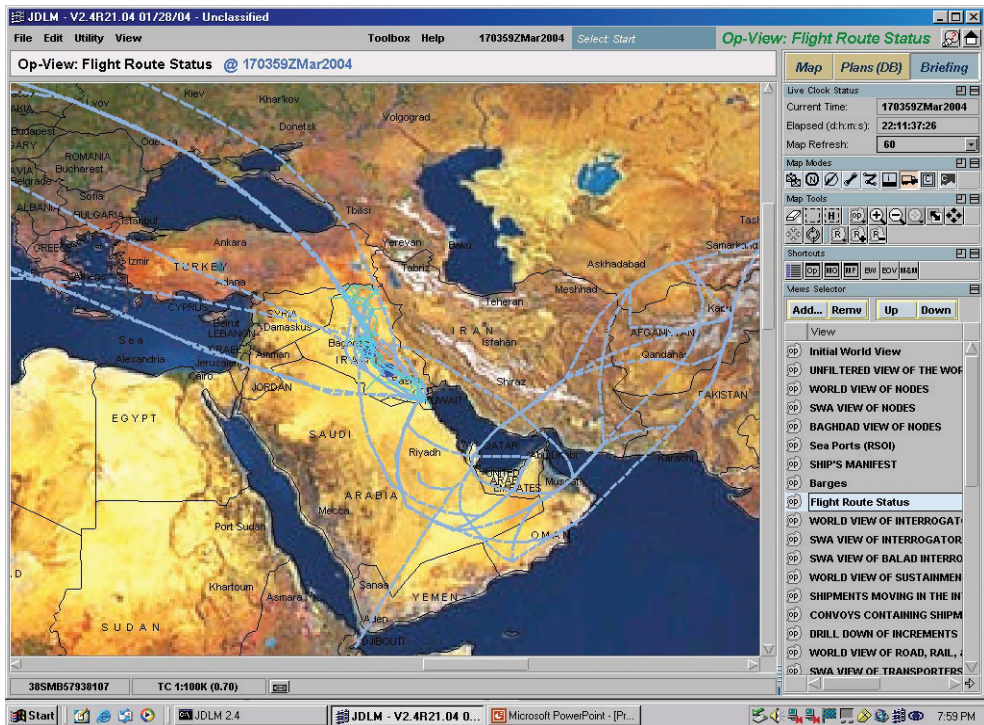 JDLM - V2.4R21.04 01/28/04 - Unclassified
File Edit Utility View Toolbox Help 170359ZMar2004 Select: Start Op-View: Flight Route Status
Op-View: Flight Route Status @ 170359ZMar2004
Map Plans (DB) Briefing
Live Clock Status
Current Time: 170359ZMar2004
Elapsed (d:h:m:s): 22:11:37:26
Map Refresh: 60
Map Modes
Map Tools
Shortcuts
Views Selector
Add... Remv Up Down
View
Initial World View
UNFILTERED VIEW OF THE WOR
WORLD VIEW OF NODES
SWA VIEW OF NODES
BAGHDAD VIEW OF NODES
Sea Ports (RSOI)
SHIP'S MANIFEST
Barges
Flight Route Status
WORLD VIEW OF INTERROGAT
SWA VIEW OF INTERROGATOR
SWA VIEW OF BALAD INTERRO
WORLD VIEW OF SUSTAINMEN
SHIPMENTS MOVING IN THE IN
CONVOYS CONTAINING SHIPM
DRILL DOWN OF INCREMENTS
WORLD VIEW OF ROAD, RAIL,
SWA VIEW OF TRANSPORTERS
Lvov
Kiev
Khar'kov
Donetsk
Volgograd
Budapest
ROMANIA
Bucharest
Belgrade
Sofia
BULGARIA
Istanbul
Tbilisi
Ankara
Yerevan
Baku
Samarkand
Izmir
TURKEY
Tabriz
Askhadabad
Adana
Meshhad
CYPRUS
SYRIA
Teheran
Beirut
LEBANON
Damascus
IRAN
Isfahan
AFGANISTAN
Sea
Amman
IRAQ
Qandahar
Alexandria
Jerusalem
Cairo
JORDAN
KUWAIT
Shiraz
PAKISTAN
EGYPT
SAUDI
Riyadh
QATAR
Abu Dhabi
Karachi
UNITED
ARAB
EMIRATES
Muscat
ARABIA
Mecca
Port Sudan
OMAN
Khartoum
Asmara
Sanaa
YEMEN
SUDAN
Aden
DJIBOUTI
38SMB57938107 TC 1:100K (0.70)
Start JDLM 2.4 JDLM - V2.4R21.04 0... Microsoft PowerPoint - [Pr... 7:59 PM